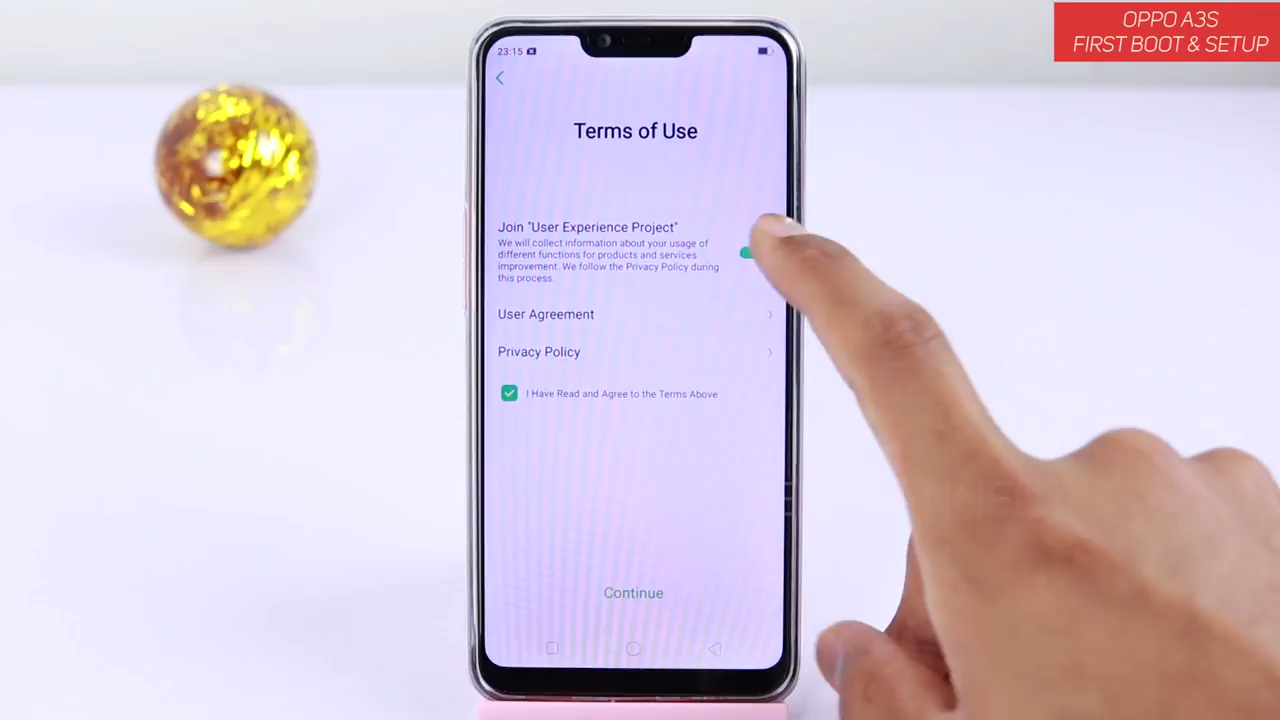 OPPO A3S
FIRST BOOT & SETUP
23:15
Terms of Use
Join "User Experience Project"
We will collect information about your usage of
different functions for products and services
improvement. We follow the Privacy Policy during
this process.
User Agreement
Privacy Policy
I Have Read and Agree to the Terms Above
Continue